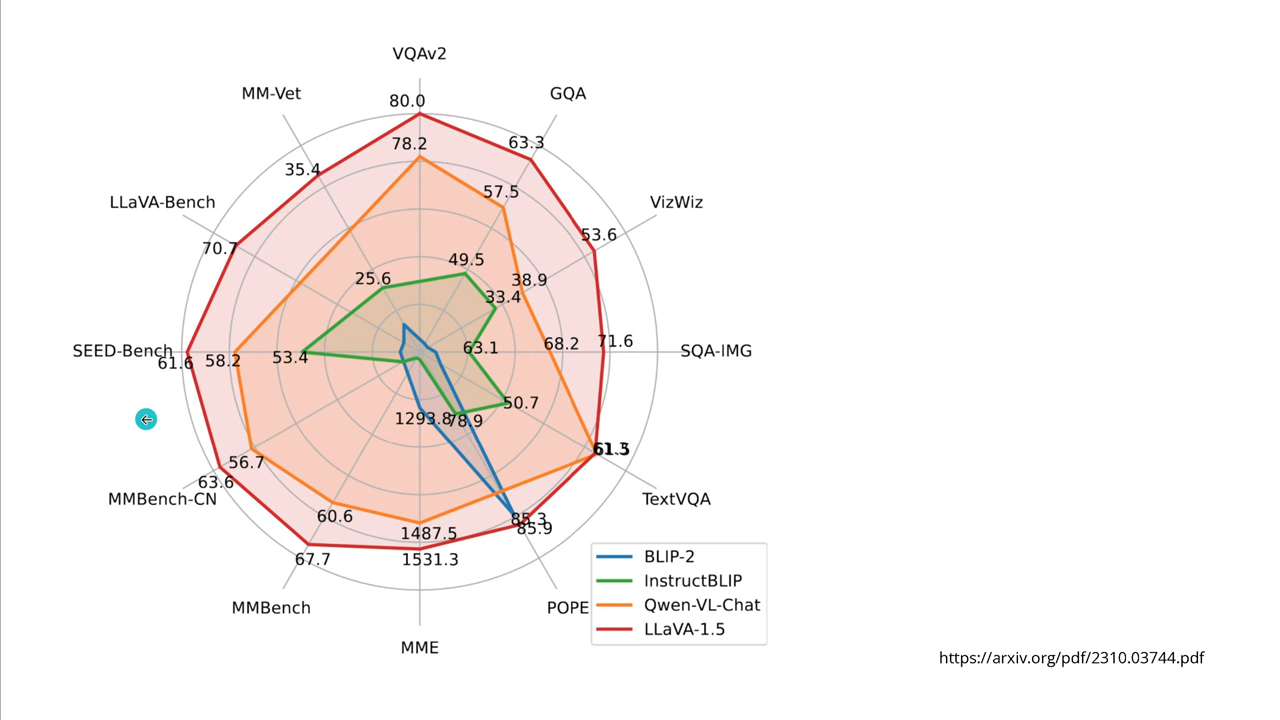 VQAv2
MM-Vet
GQA
80.0
78.2
63.3
35.4
57.5
LLaVA-Bench
VizWiz
70.7
53.6
49.5
25.6
38.9
33.4
SEED-Bench
61.6
58.2
53.4
63.1
68.2
71.6
SQA-IMG
50.7
1293.8
78.9
61.5
56.7
63.6
MMBench-CN
TextVQA
60.6
85.3
85.9
1487.5
67.7
1531.3
MMBench
POPE
MME
BLIP-2
InstructBLIP
Qwen-VL-Chat
LLaVA-1.5
https://arxiv.org/pdf/2310.03744.pdf